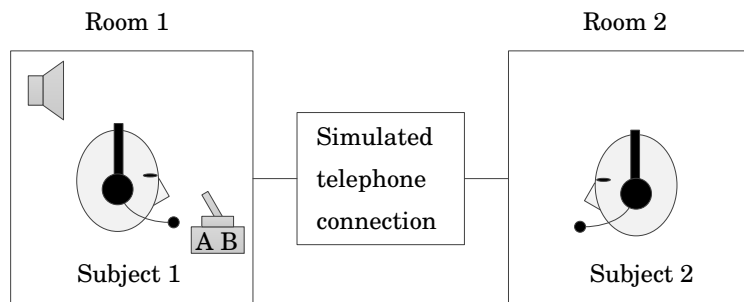 Room 1
Room 2
Simulated
telephone
connection
A B
Subject 1
Subject 2